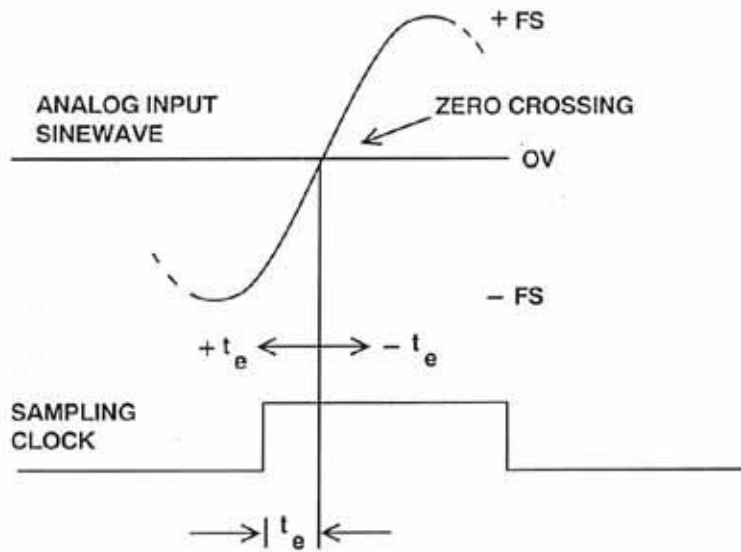 + FS
ANALOG INPUT
SINEWAVE
ZERO CROSSING
OV
- FS
+ te
- te
SAMPLING
CLOCK
te